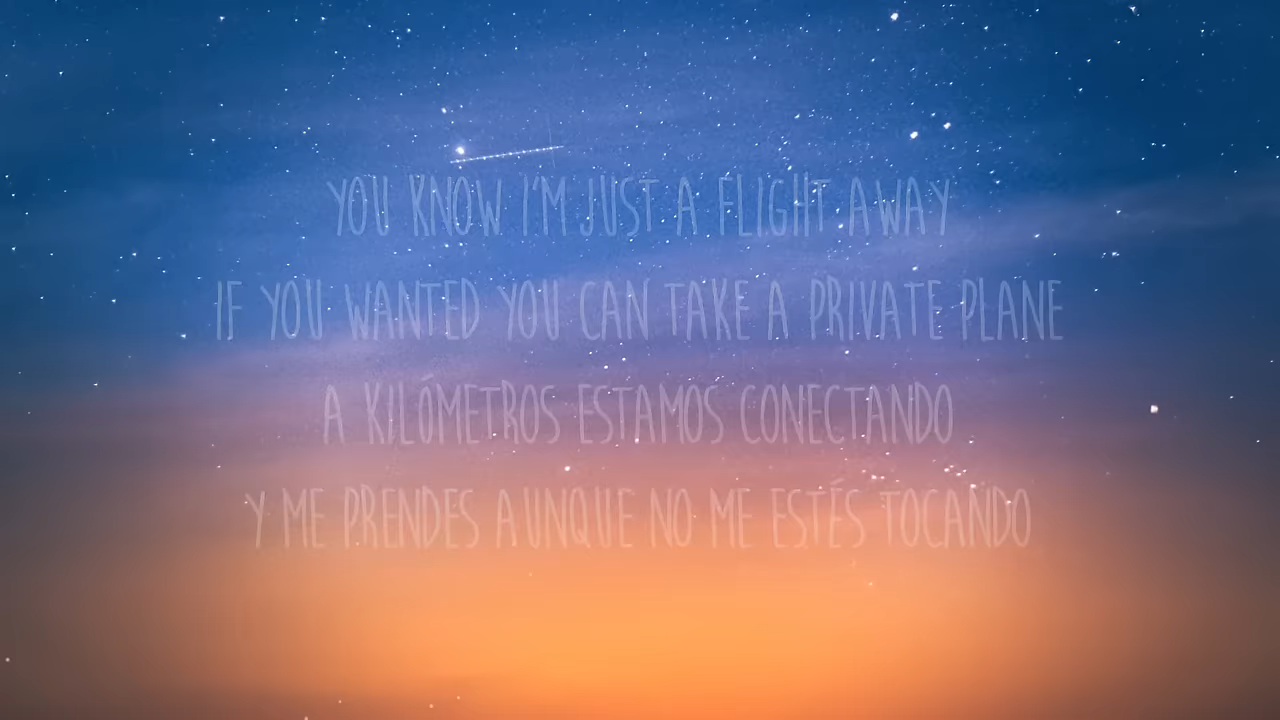 YOU KNOW I'M JUST A FLIGHT AWAY
IF YOU WANTED YOU CAN TAKE A PRIVATE PLANE
A KILÓMETROS ESTAMOS CONECTANDO
Y ME PRENDES AUNQUE NO ME ESTÉS TOCANDO